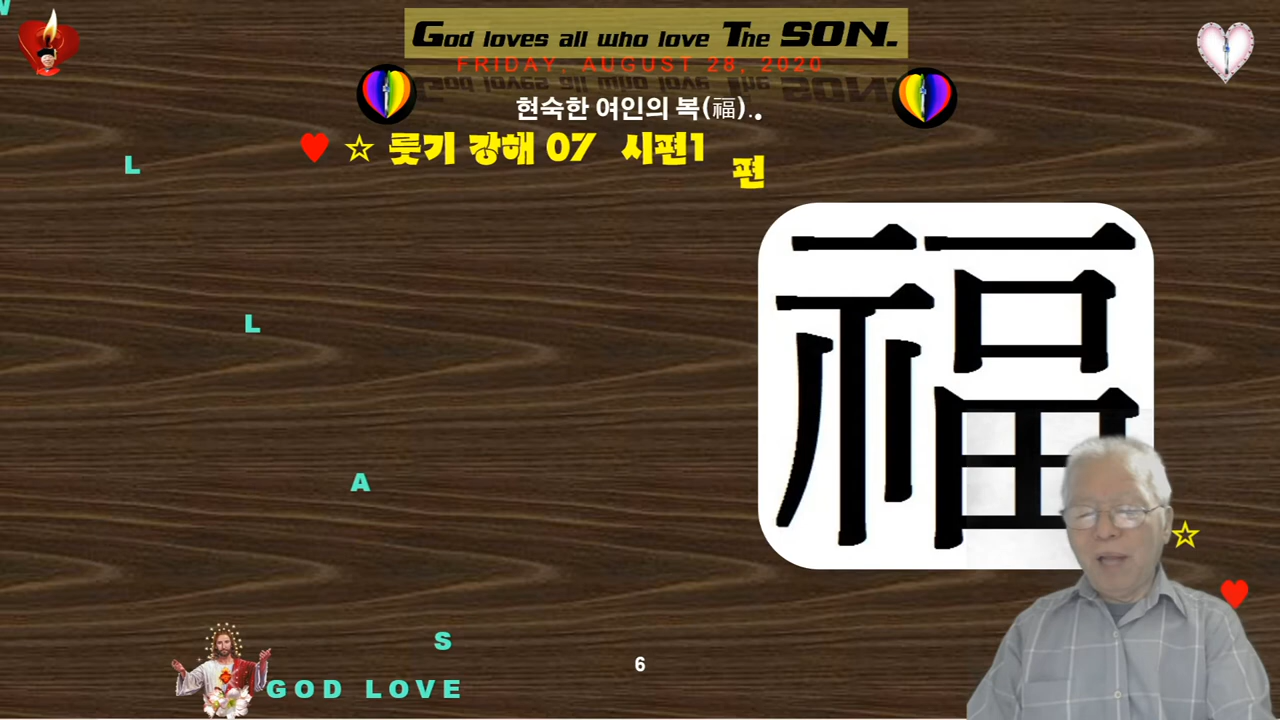 God loves all who love The SON.
FRIDAY, AUGUST 28, 2020
현숙한 여인의 복(福)..
♥ ☆ 룻기 강해 07 시편1
편
L
福
L
A
☆
♥
S
6
GOD LOVE